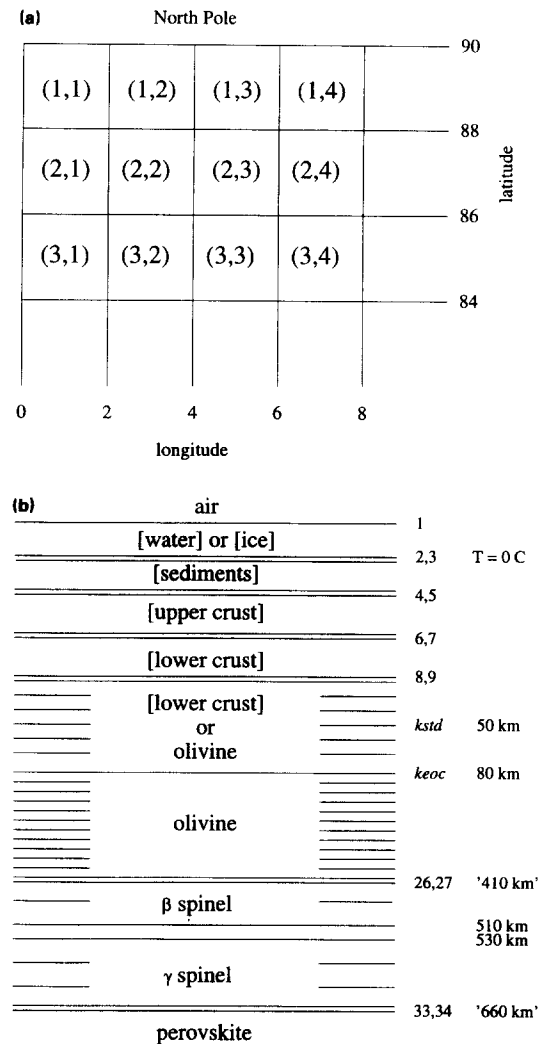 (a)
North Pole
90
(1,1) (1,2) (1,3) (1,4)
88
(2,1) (2,2) (2,3) (2,4)
latitude
86
(3,1) (3,2) (3,3) (3,4)
84
0 2 4 6 8
longitude
(b)
air
1
[water] or [ice]
2,3 T = 0 C
[sediments]
4,5
[upper crust]
6,7
[lower crust]
8,9
[lower crust]
or
kstd 50 km
olivine
keoc 80 km
olivine
26,27 '410 km'
β spinel
510 km
530 km
γ spinel
33,34 '660 km'
perovskite